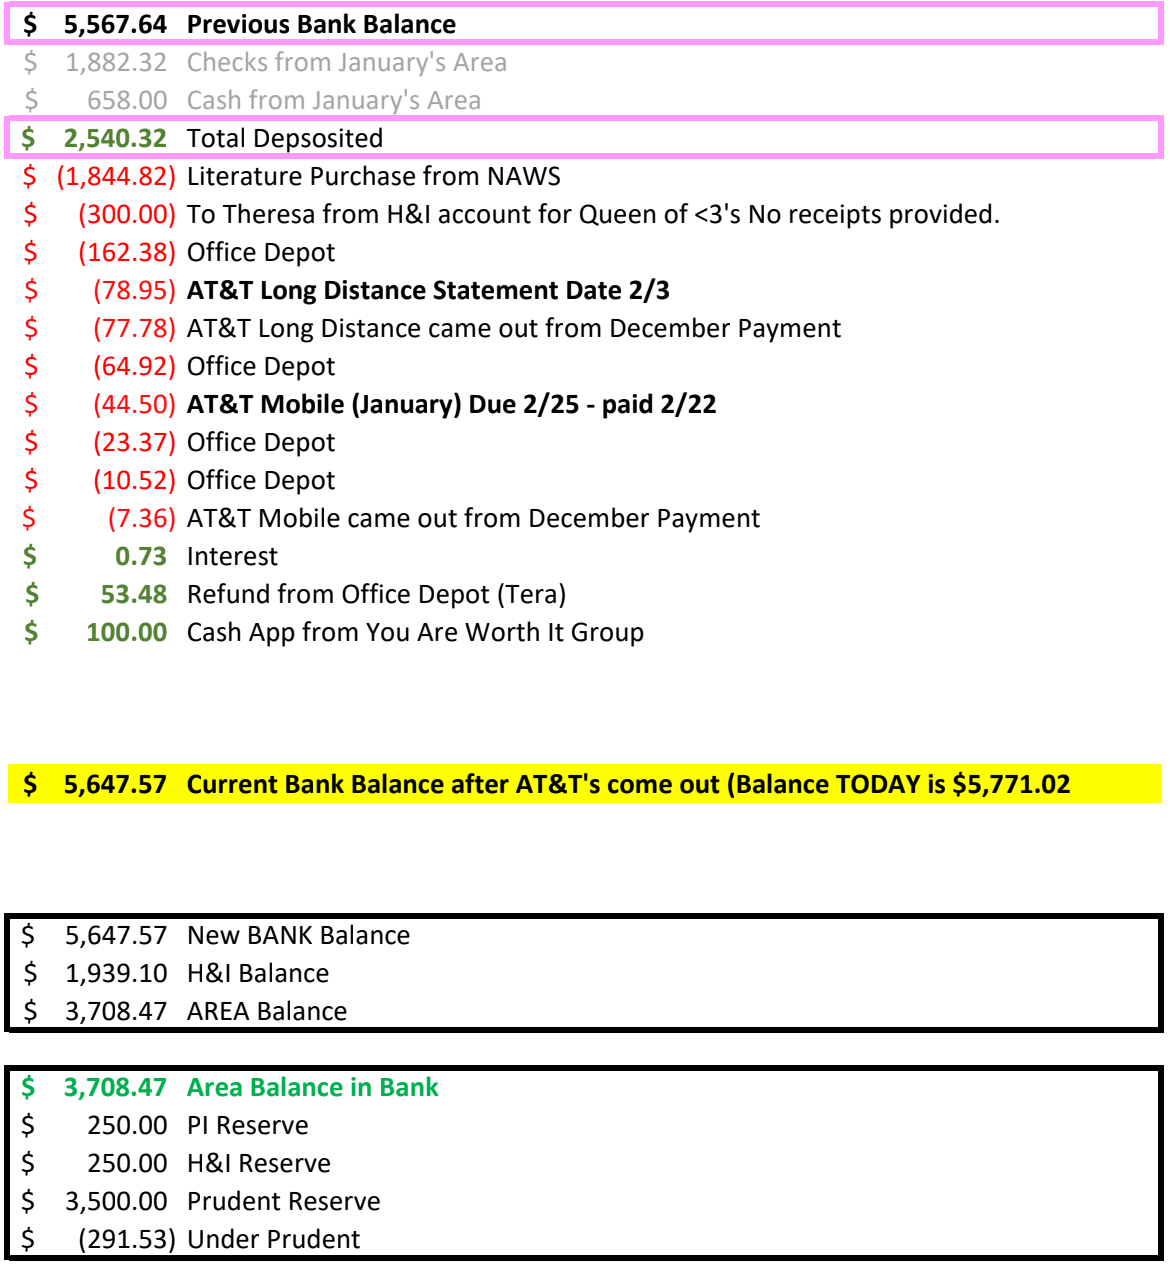 $ 5,567.64 Previous Bank Balance
$ 1,882.32 Checks from January's Area
$ 658.00 Cash from January's Area
$ 2,540.32 Total Depsosited
$ (1,844.82) Literature Purchase from NAWS
$ (300.00) To Theresa from H&I account for Queen of <3's No receipts provided.
$ (162.38) Office Depot
$ (78.95) AT&T Long Distance Statement Date 2/3
$ (77.78) AT&T Long Distance came out from December Payment
$ (64.92) Office Depot
$ (44.50) AT&T Mobile (January) Due 2/25 - paid 2/22
$ (23.37) Office Depot
$ (10.52) Office Depot
$ (7.36) AT&T Mobile came out from December Payment
$ 0.73 Interest
$ 53.48 Refund from Office Depot (Tera)
$ 100.00 Cash App from You Are Worth It Group
$ 5,647.57 Current Bank Balance after AT&T's come out (Balance TODAY is $5,771.02
$ 5,647.57 New BANK Balance
$ 1,939.10 H&I Balance
$ 3,708.47 AREA Balance
$ 3,708.47 Area Balance in Bank
$ 250.00 PI Reserve
$ 250.00 H&I Reserve
$ 3,500.00 Prudent Reserve
$ (291.53) Under Prudent